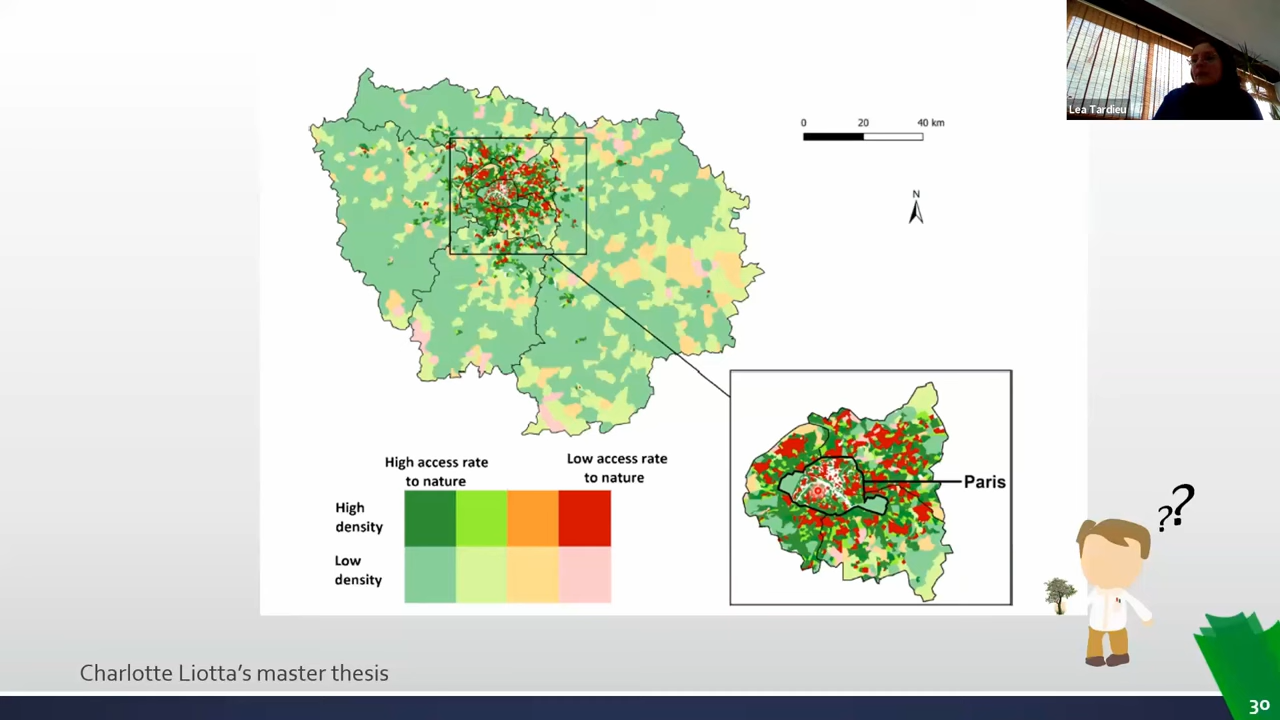 Lea Tardieu
0 20 40 km
N
High access rate
to nature
Low access rate
to nature
High
density
Low
density
Paris
??
Charlotte Liotta's master thesis
30